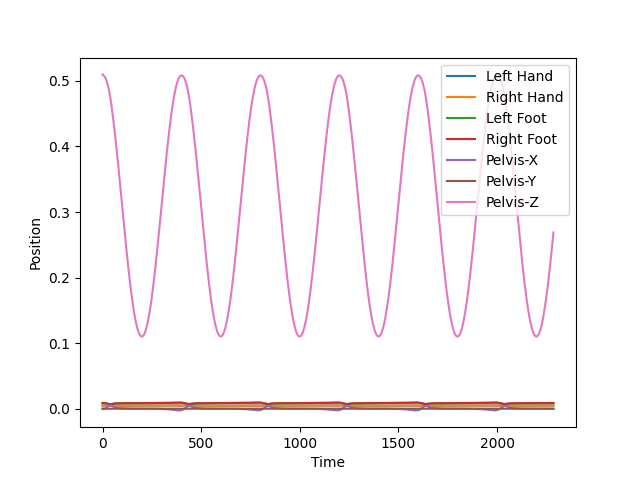 0.5
0.4
0.3
0.2
0.1
0.0
Position
0
500
1000
1500
2000
Time
Left Hand
Right Hand
Left Foot
Right Foot
Pelvis-X
Pelvis-Y
Pelvis-Z